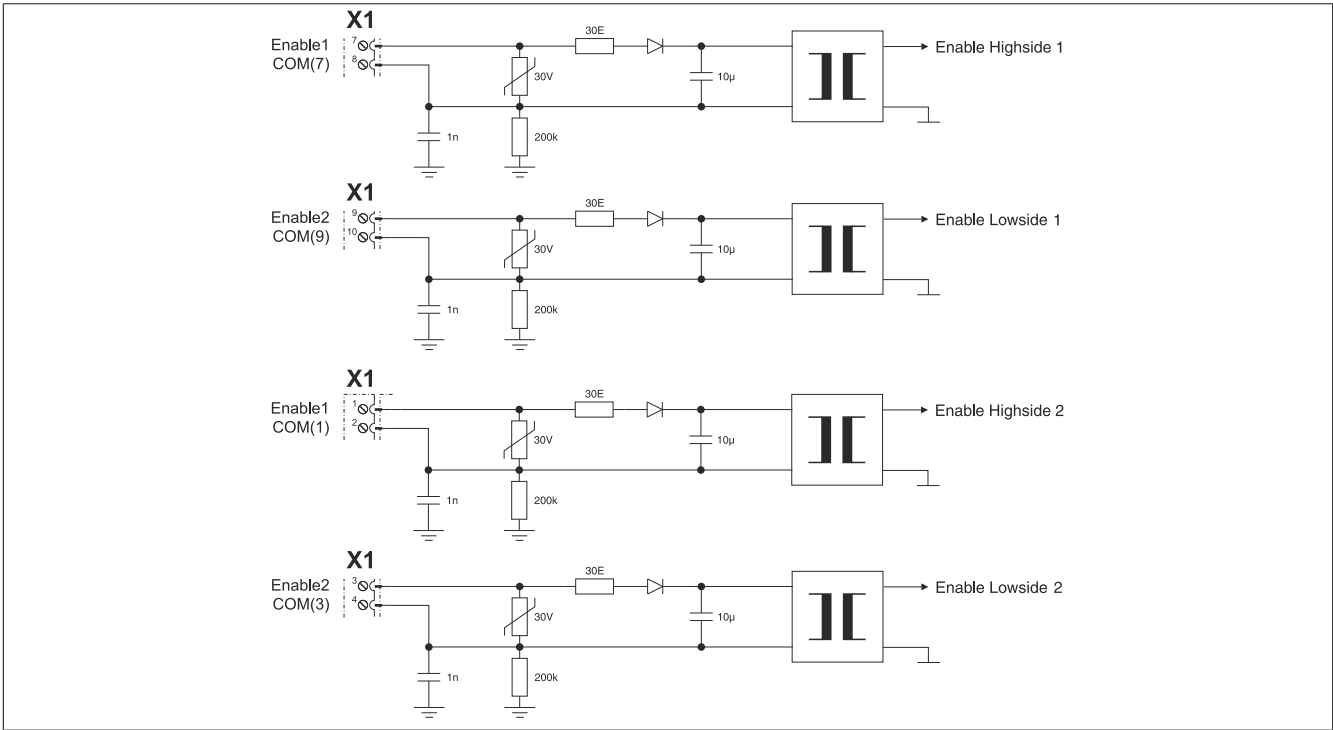 X1
Enable1
COM(7)
7
8
30E
30V
10µ
1n
200k
Enable Highside 1
X1
Enable2
COM(9)
9
10
30E
30V
10µ
1n
200k
Enable Lowside 1
X1
Enable1
COM(1)
1
2
30E
30V
10µ
1n
200k
Enable Highside 2
X1
Enable2
COM(3)
3
4
30E
30V
10µ
1n
200k
Enable Lowside 2